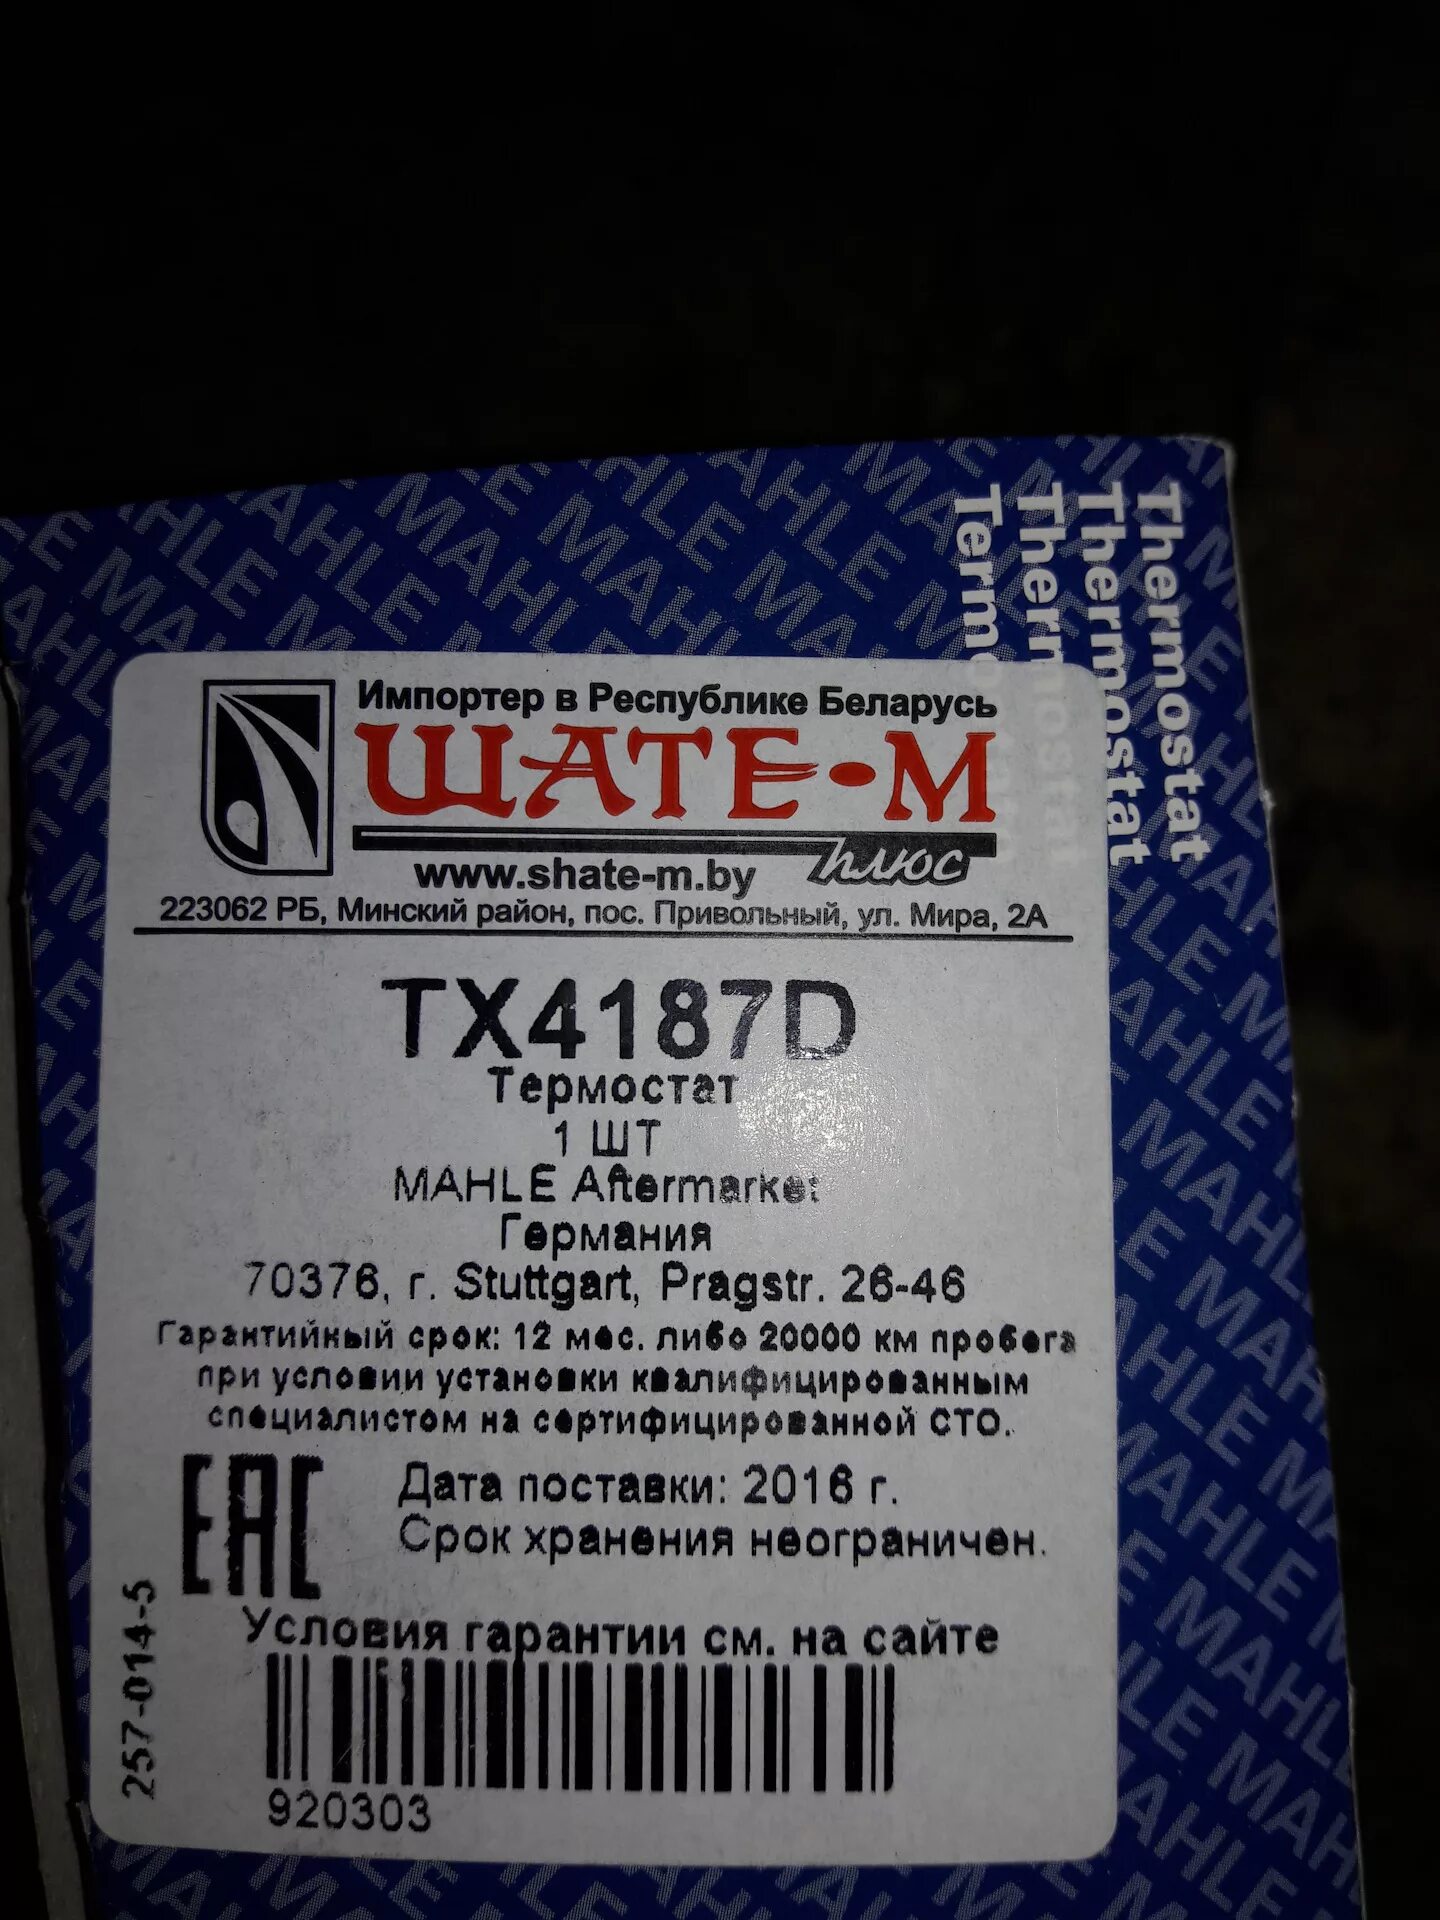 Thermostat
Thermostat
Thermostat
Termostato
Импортер в Республике Беларусь
ШАТЕ-М
плюс
www.shate-m.by
223062 РБ, Минский район, пос. Привольный, ул. Мира, 2А
TX4187D
Термостат
1 ШТ
MAHLE Aftermarket
Германия
70376, г. Stuttgart, Pragstr. 26-46
Гарантийный срок: 12 мес. либо 20000 км пробега
при условии установки квалифицированным
специалистом на сертифицированной СТО.
EAC
Дата поставки: 2016 г.
Срок хранения неограничен.
Условия гарантии см. на сайте
257-014-5
920303
MAHLE